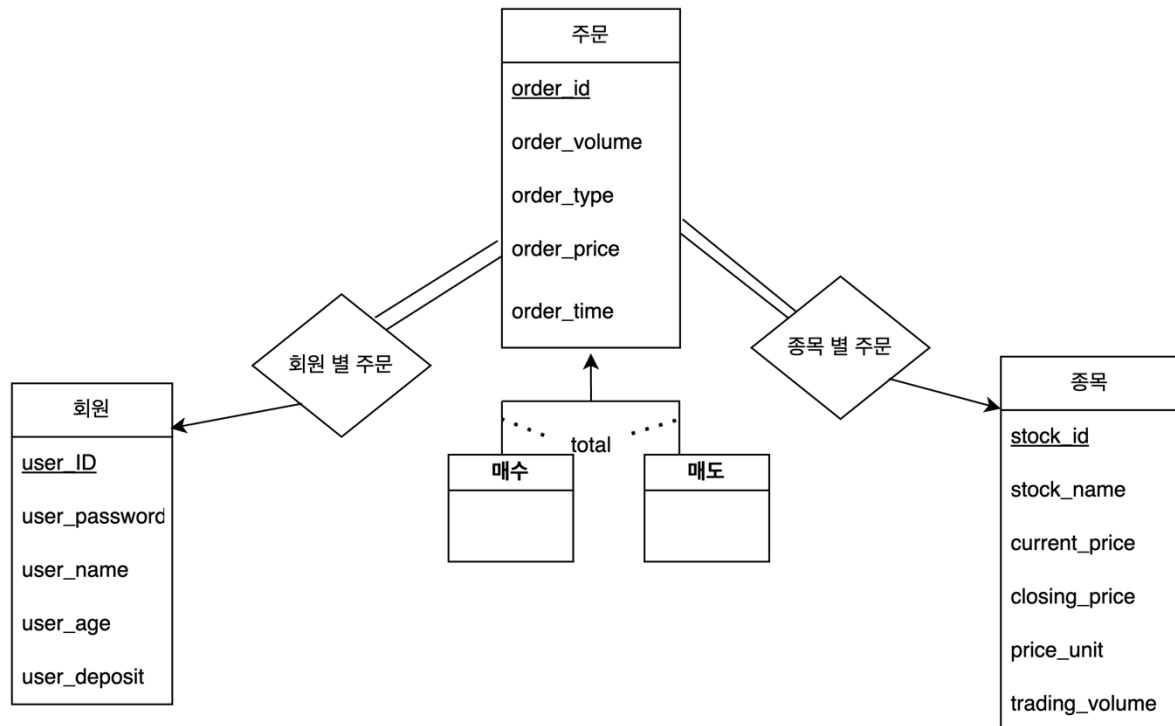 주문
order_id
order_volume
order_type
order_price
order_time
회원 별 주문
종목 별 주문
회원
user_ID
user_password
user_name
user_age
user_deposit
total
매수
매도
종목
stock_id
stock_name
current_price
closing_price
price_unit
trading_volume